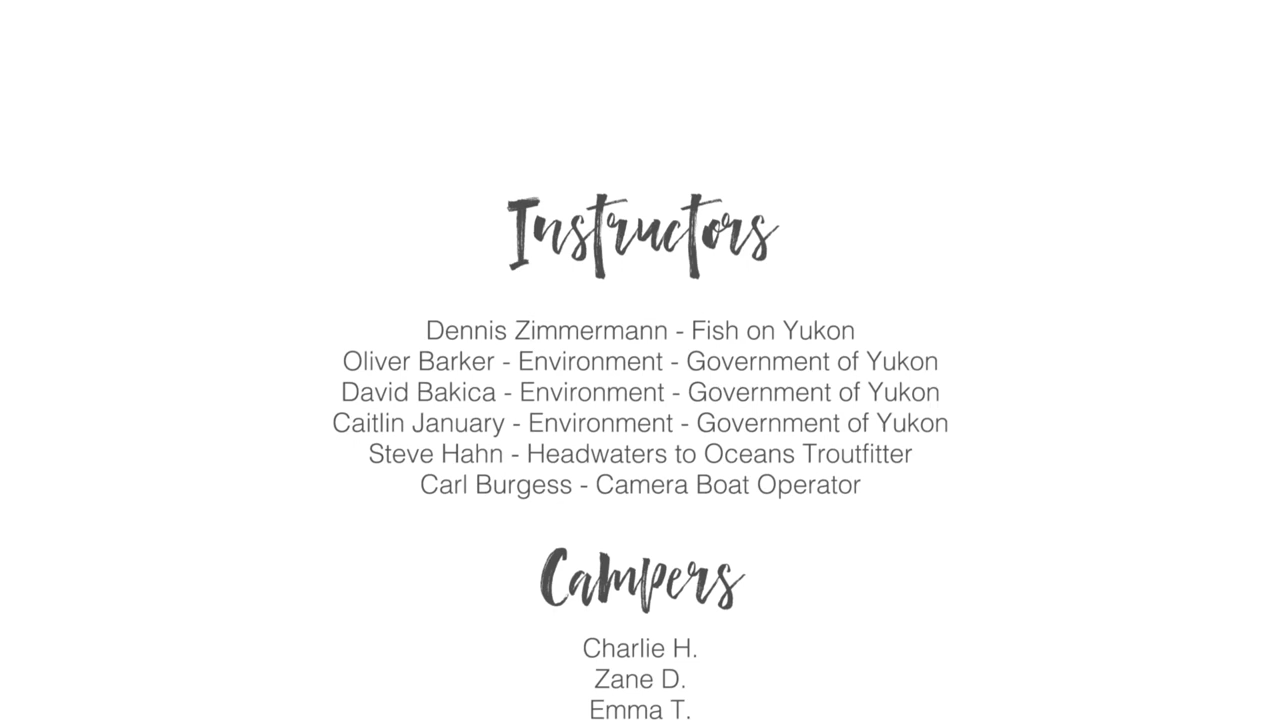 Instructors
Dennis Zimmermann - Fish on Yukon
Oliver Barker - Environment - Government of Yukon
David Bakica - Environment - Government of Yukon
Caitlin January - Environment - Government of Yukon
Steve Hahn - Headwaters to Oceans Troutfitter
Carl Burgess - Camera Boat Operator
Campers
Charlie H.
Zane D.
Emma T.